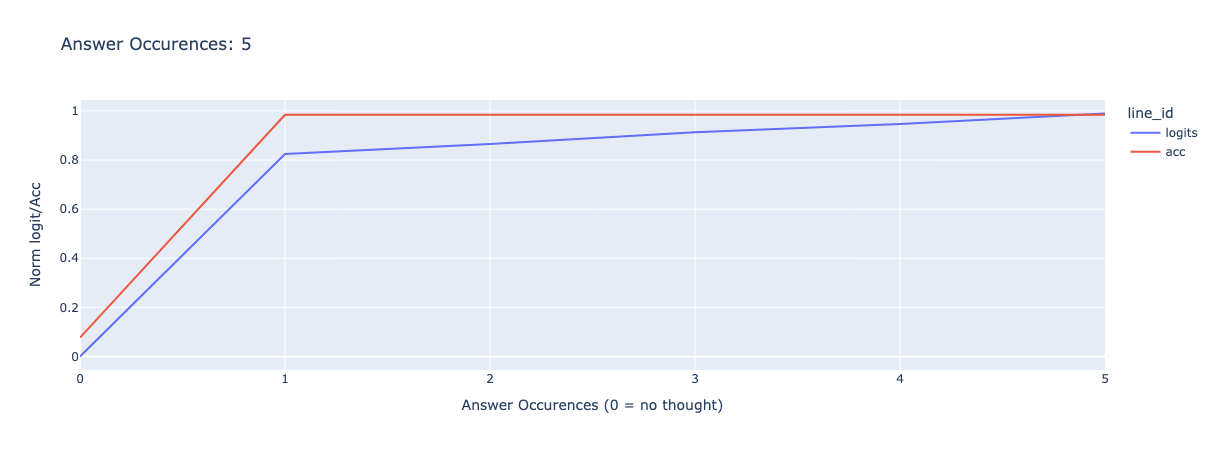 Answer Occurences: 5
1
0.8
0.6
0.4
0.2
0
Norm logit/Acc
0 1 2 3 4 5
Answer Occurences (0 = no thought)
line_id
logits
acc